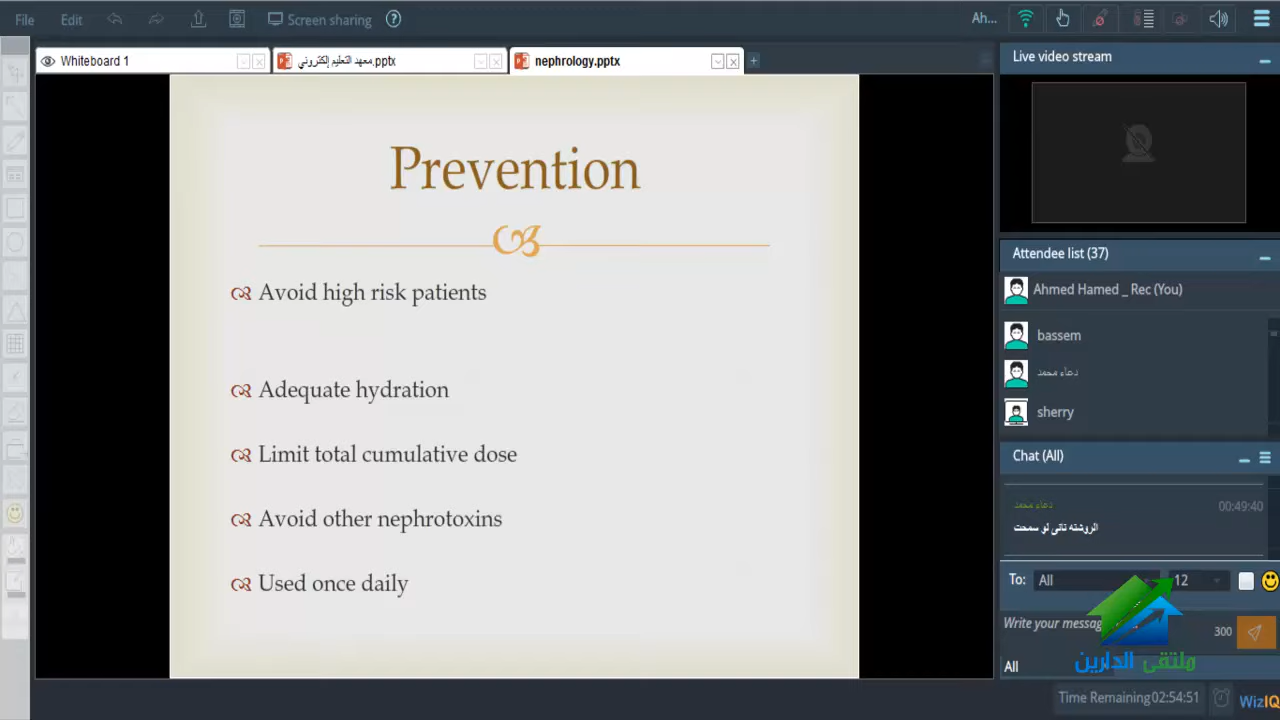 File Edit Screen sharing ? Ah...
Whiteboard 1
معهد التعليم إلكتروني.pptx
nephrology.pptx
Prevention
Avoid high risk patients
Adequate hydration
Limit total cumulative dose
Avoid other nephrotoxins
Used once daily
Live video stream
Attendee list (37)
Ahmed Hamed _ Rec (You)
bassem
دعاء محمد
sherry
Chat (All)
دعاء محمد 00:49:40
الروشته تانى لو سمحت
To: All 12
Write your messag
300
All
ملتقى الدارين
Time Remaining 02:54:51
WizIQ